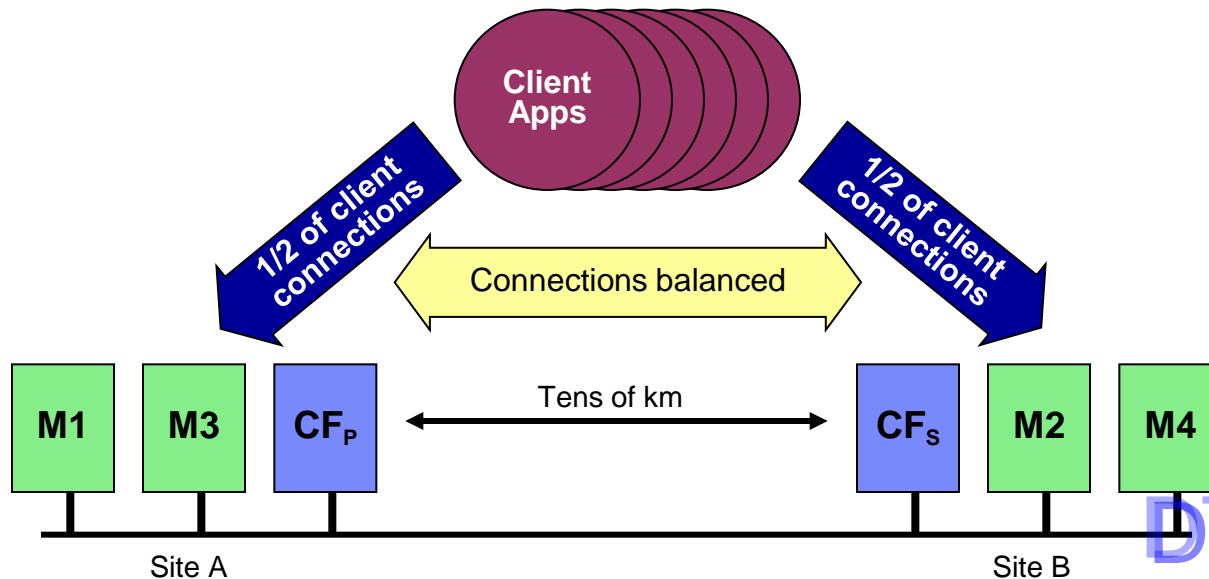 Client
Apps
1/2 of client
connections
1/2 of client
connections
Connections balanced
Tens of km
M1
M3
CFP
CFS
M2
M4
Site A
Site B